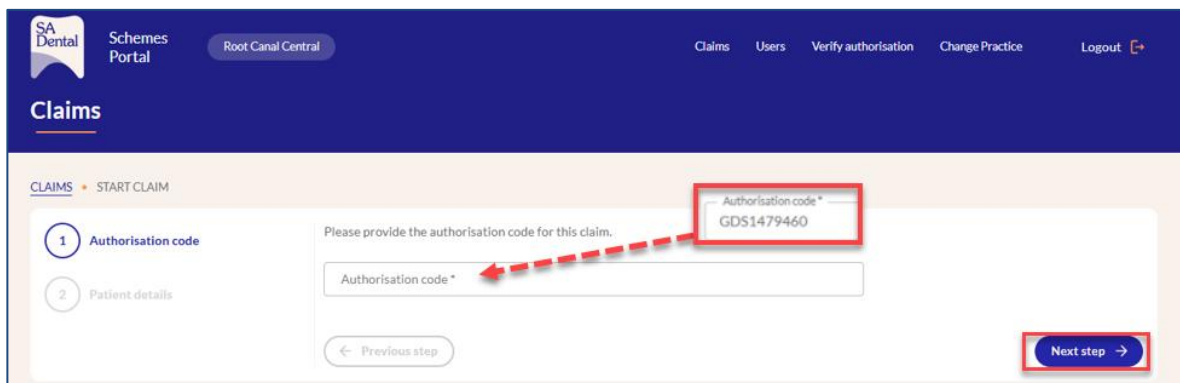 SA
Dental
Schemes
Portal
Root Canal Central
Claims
Users
Verify authorisation
Change Practice
Logout
Claims
CLAIMS • START CLAIM
1 Authorisation code
2 Patient details
Please provide the authorisation code for this claim.
Authorisation code *
GDS1479460
Authorisation code *
← Previous step
Next step →